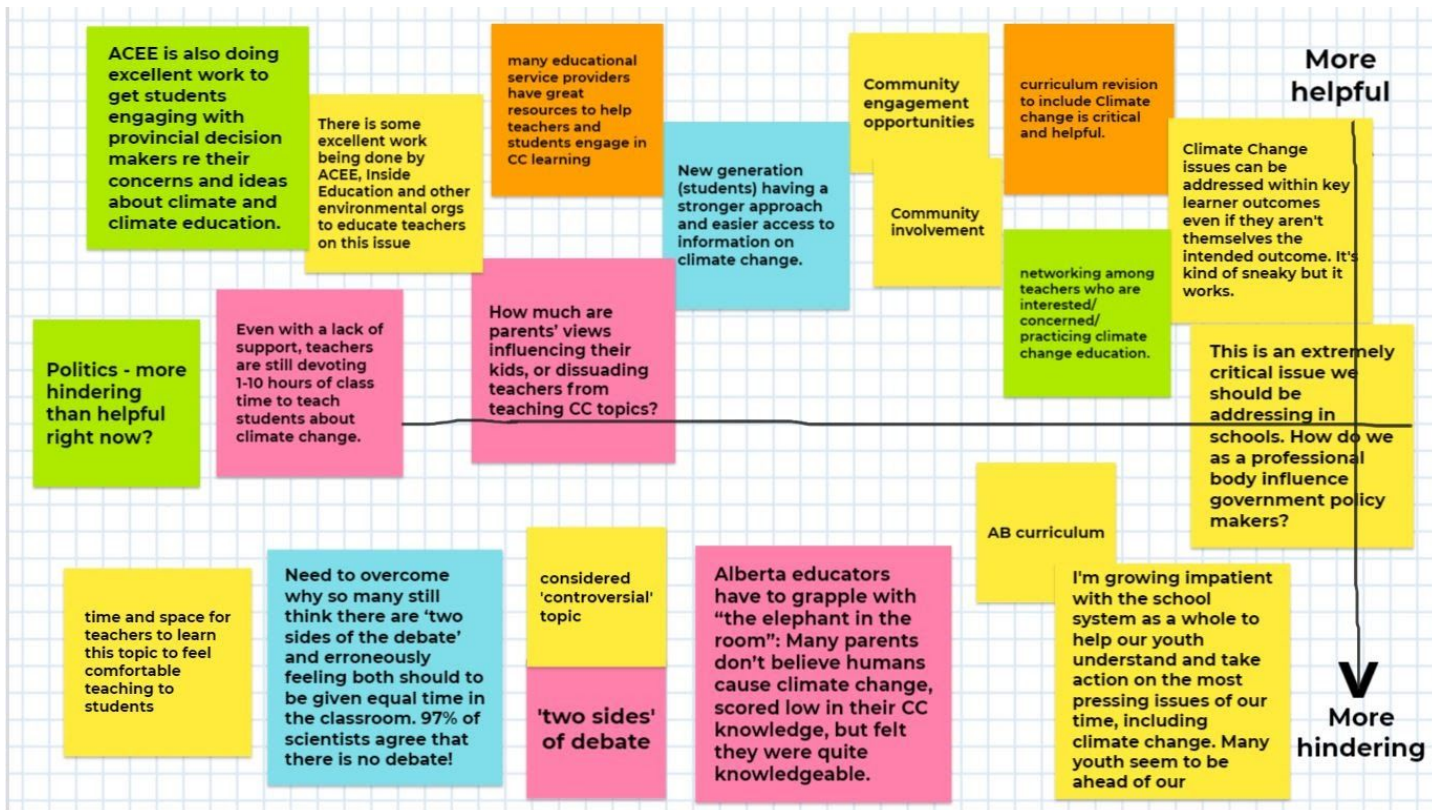 ACEE is also doing
excellent work to
get students
engaging with
provincial decision
makers re their
concerns and ideas
about climate and
climate education.
There is some
excellent work
being done by
ACEE, Inside
Education and other
environmental orgs
to educate teachers
on this issue
many educational
service providers
have great
resources to help
teachers and
students engage in
CC learning
New generation
(students) having a
stronger approach
and easier access to
information on
climate change.
Community
engagement
opportunities
Community
involvement
curriculum revision
to include Climate
change is critical
and helpful.
More
helpful
Climate Change
issues can be
addressed within key
learner outcomes
even if they aren't
themselves the
intended outcome. It's
kind of sneaky but it
works.
networking among
teachers who are
interested/
concerned/
practicing climate
change education.
Politics - more
hindering
than helpful
right now?
Even with a lack of
support, teachers
are still devoting
1-10 hours of class
time to teach
students about
climate change.
How much are
parents' views
influencing their
kids, or dissuading
teachers from
teaching CC topics?
This is an extremely
critical issue we
should be
addressing in
schools. How do we
as a professional
body influence
government policy
makers?
time and space for
teachers to learn
this topic to feel
comfortable
teaching to
students
Need to overcome
why so many still
think there are 'two
sides of the debate'
and erroneously
feeling both should to
be given equal time in
the classroom. 97% of
scientists agree that
there is no debate!
considered
'controversial'
topic
'two sides'
of debate
Alberta educators
have to grapple with
"the elephant in the
room": Many parents
don't believe humans
cause climate change,
scored low in their CC
knowledge, but felt
they were quite
knowledgeable.
AB curriculum
I'm growing impatient
with the school
system as a whole to
help our youth
understand and take
action on the most
pressing issues of our
time, including
climate change. Many
youth seem to be
ahead of our
More
hindering